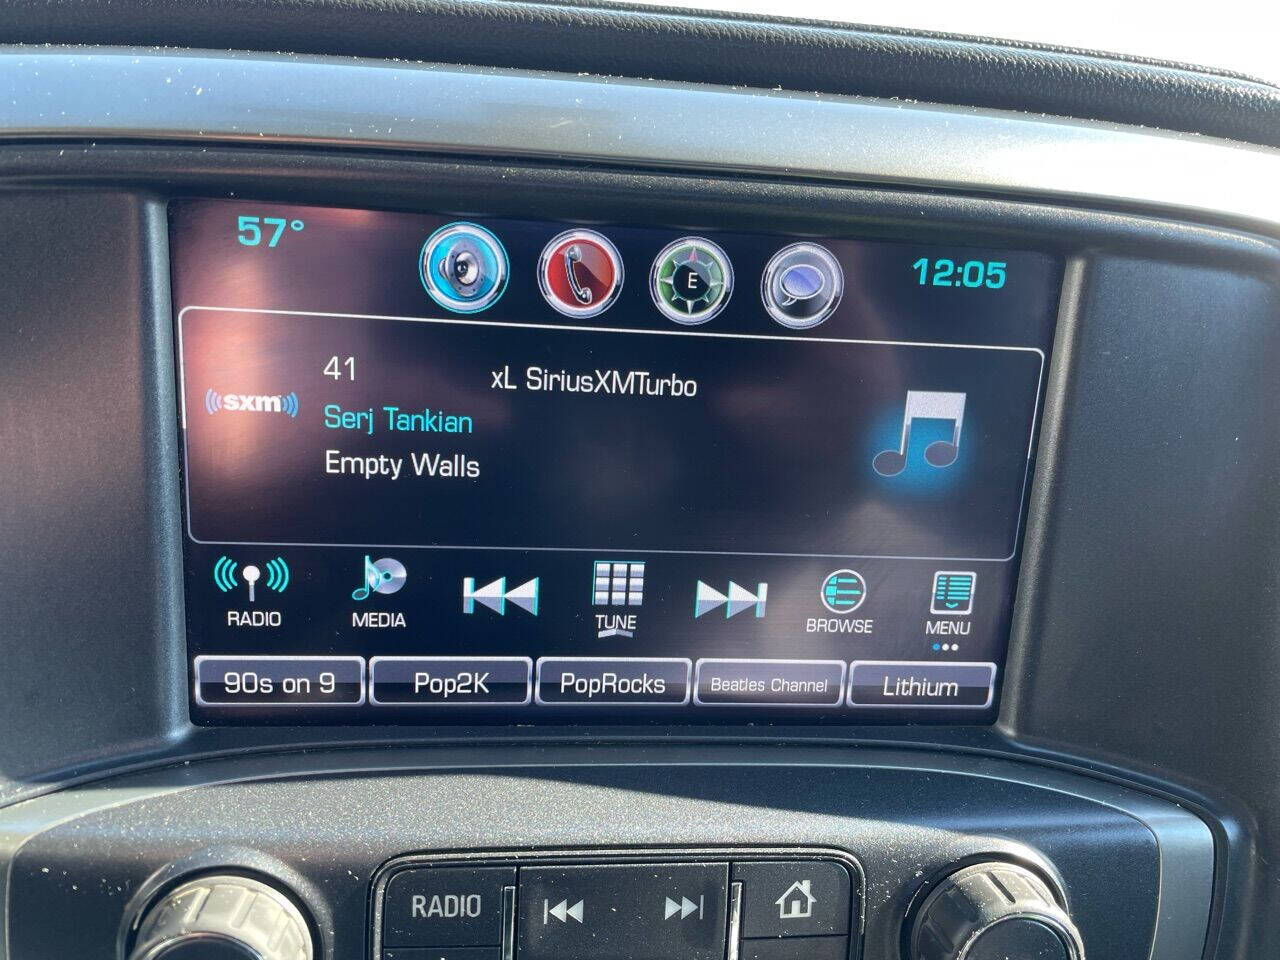 57°
E
12:05
41
xL SiriusXMTurbo
sxm
Serj Tankian
Empty Walls
RADIO
MEDIA
TUNE
BROWSE
MENU
90s on 9
Pop2K
PopRocks
Beatles Channel
Lithium
RADIO